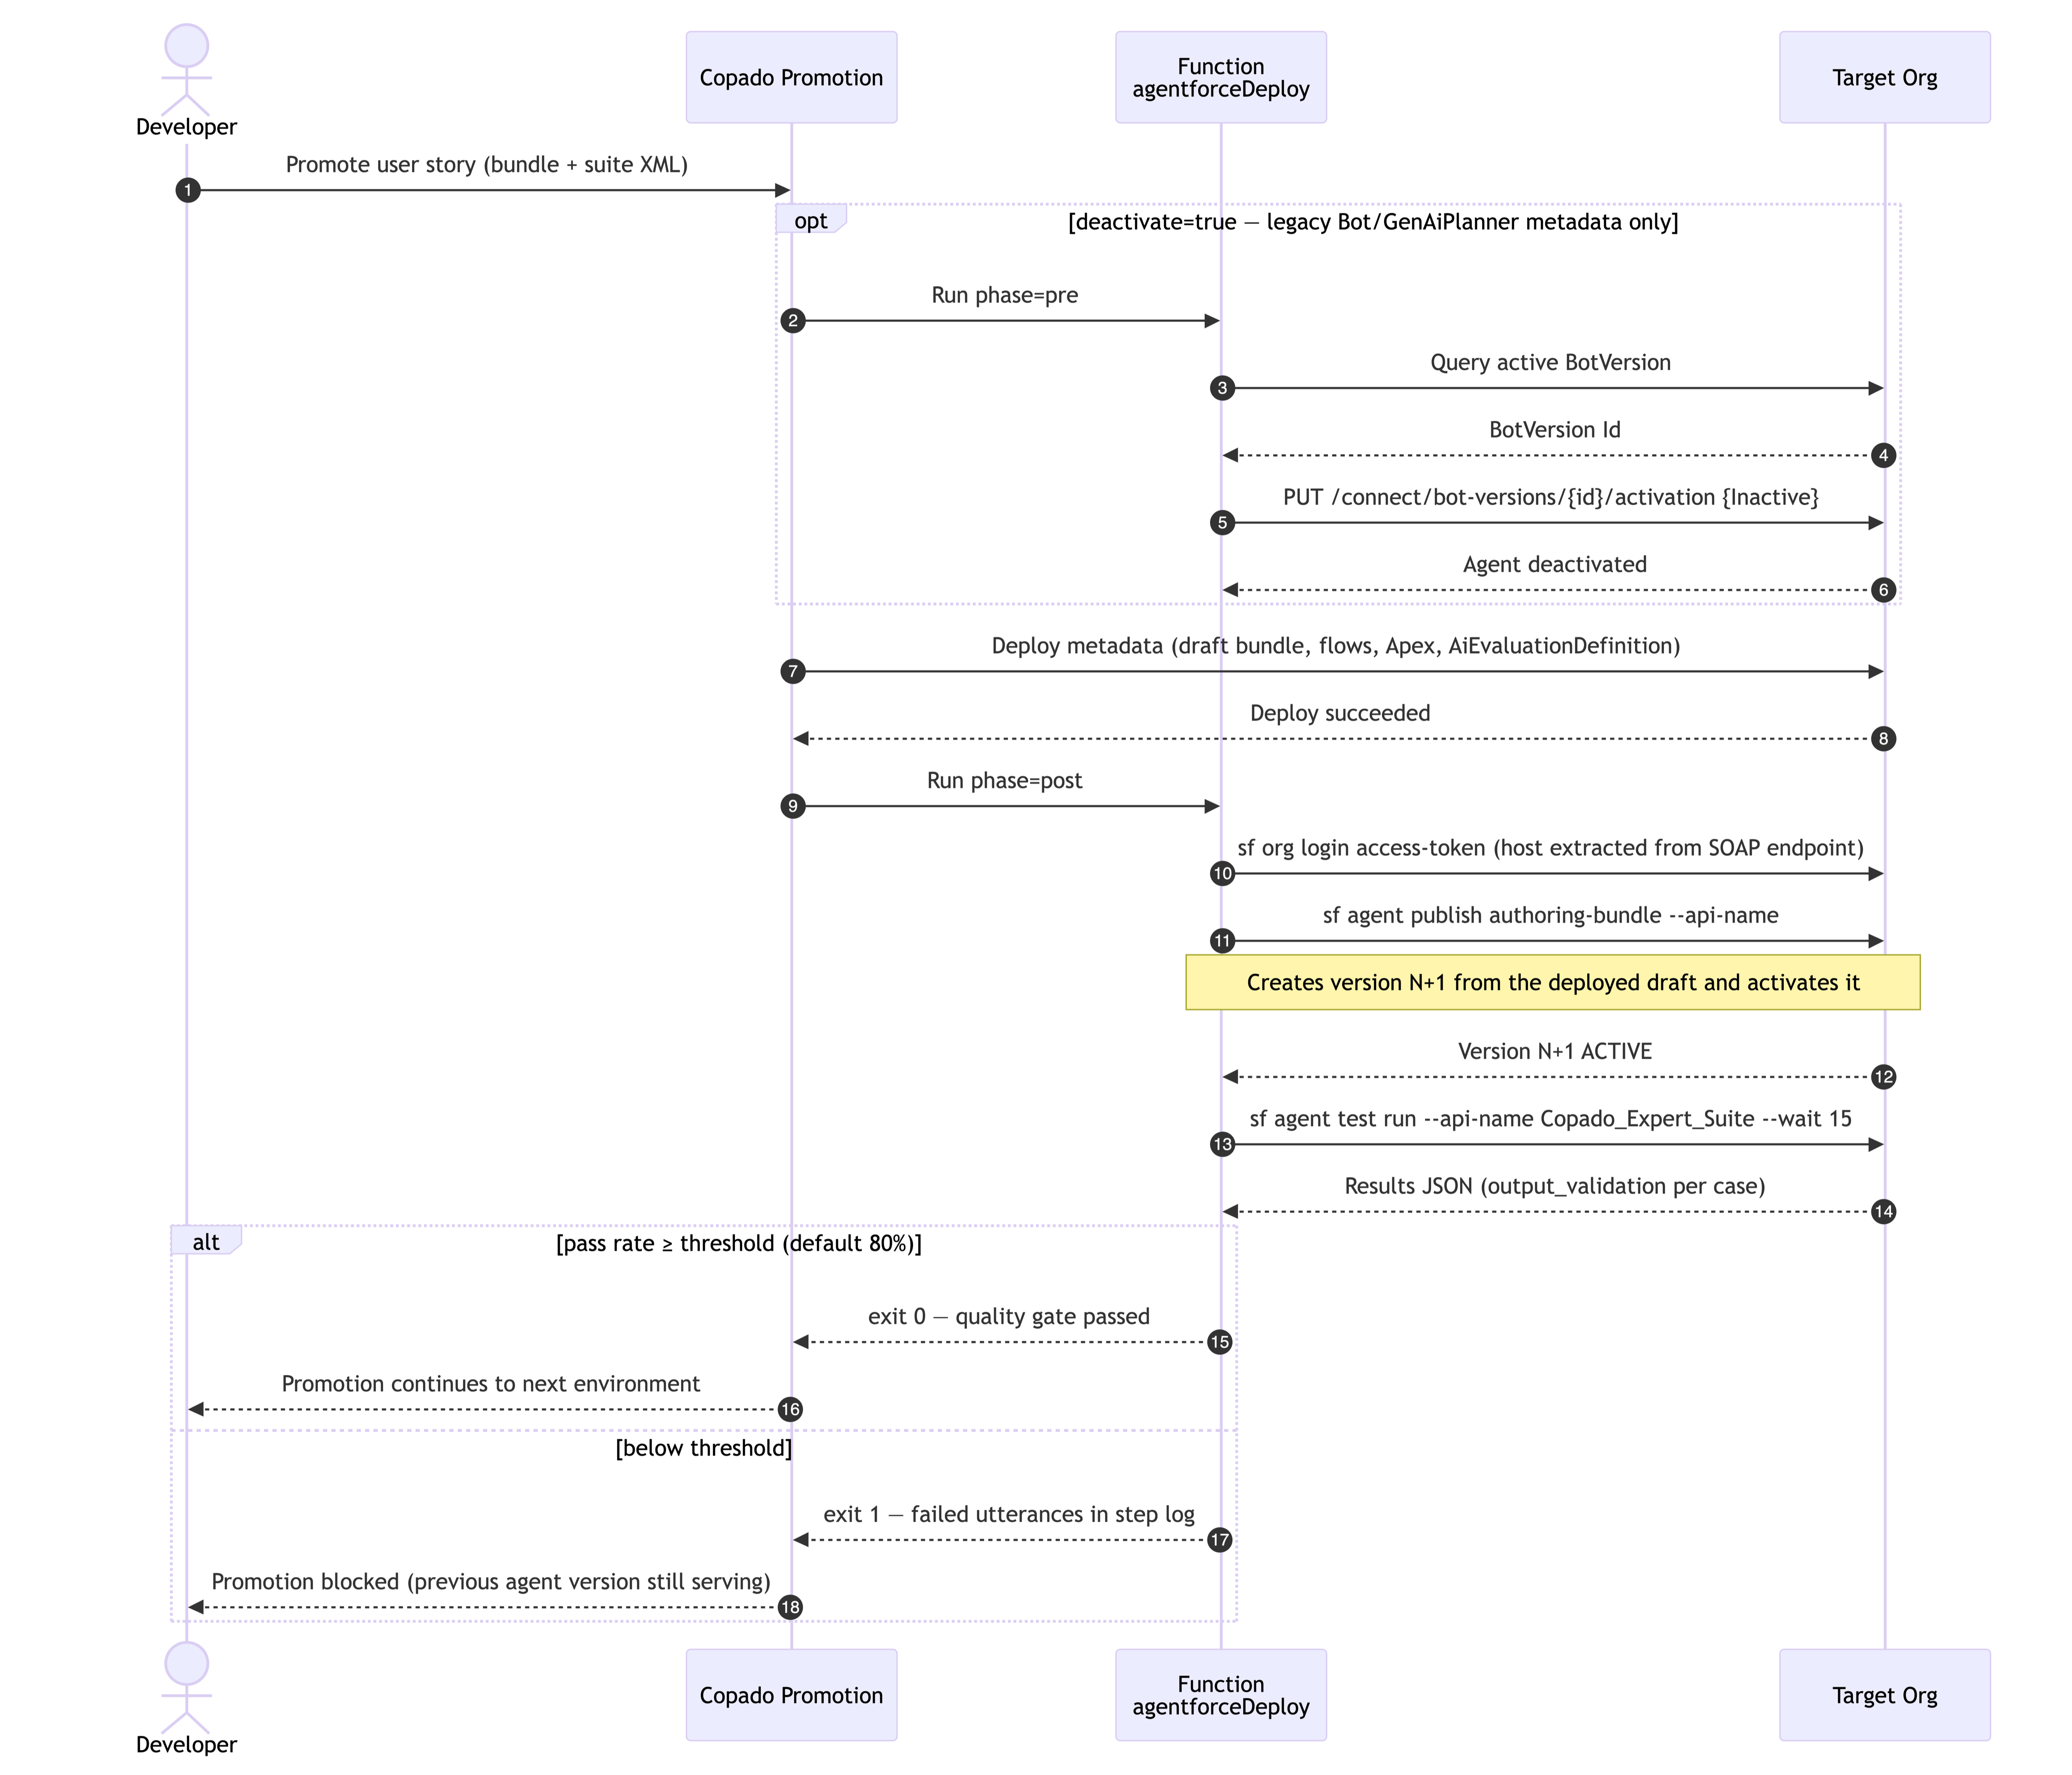 Developer
Copado Promotion
Function
agentforceDeploy
Target Org
Promote user story (bundle + suite XML)
1
opt
[deactivate=true — legacy Bot/GenAiPlanner metadata only]
Run phase=pre
2
Query active BotVersion
3
BotVersion Id
4
PUT /connect/bot-versions/{id}/activation {Inactive}
5
Agent deactivated
6
Deploy metadata (draft bundle, flows, Apex, AiEvaluationDefinition)
7
Deploy succeeded
8
Run phase=post
9
sf org login access-token (host extracted from SOAP endpoint)
10
sf agent publish authoring-bundle --api-name
11
Creates version N+1 from the deployed draft and activates it
Version N+1 ACTIVE
12
sf agent test run --api-name Copado_Expert_Suite --wait 15
13
Results JSON (output_validation per case)
14
alt
[pass rate ≥ threshold (default 80%)]
exit 0 — quality gate passed
15
Promotion continues to next environment
16
[below threshold]
exit 1 — failed utterances in step log
17
Promotion blocked (previous agent version still serving)
18
Developer
Copado Promotion
Function
agentforceDeploy
Target Org